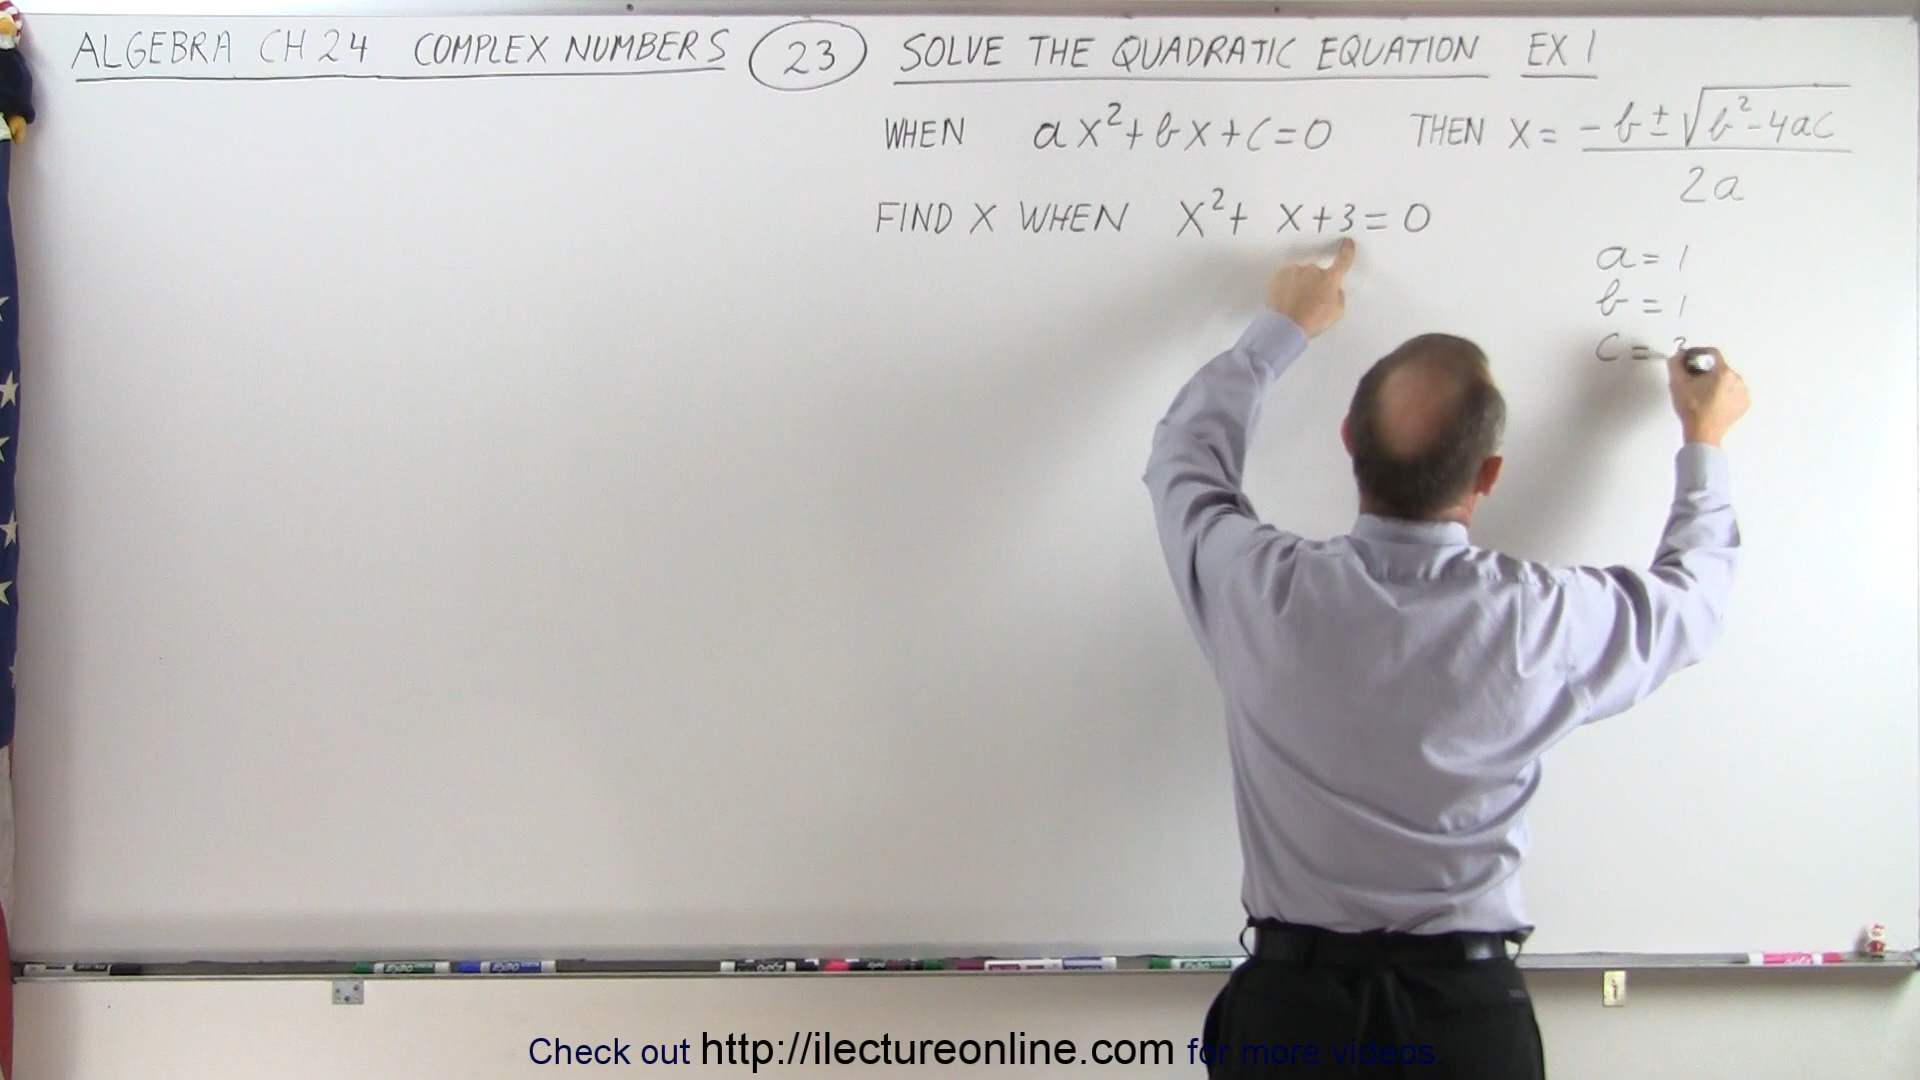 ALGEBRA CH 24 COMPLEX NUMBERS 23 SOLVE THE QUADRATIC EQUATION EX 1
WHEN ax²+bx+c=0 THEN x = (-b±√(b²-4ac))/(2a)
FIND X WHEN x²+ x+3=0
a=1
b=1
c=3
Check out http://ilectureonline.com for more videos.